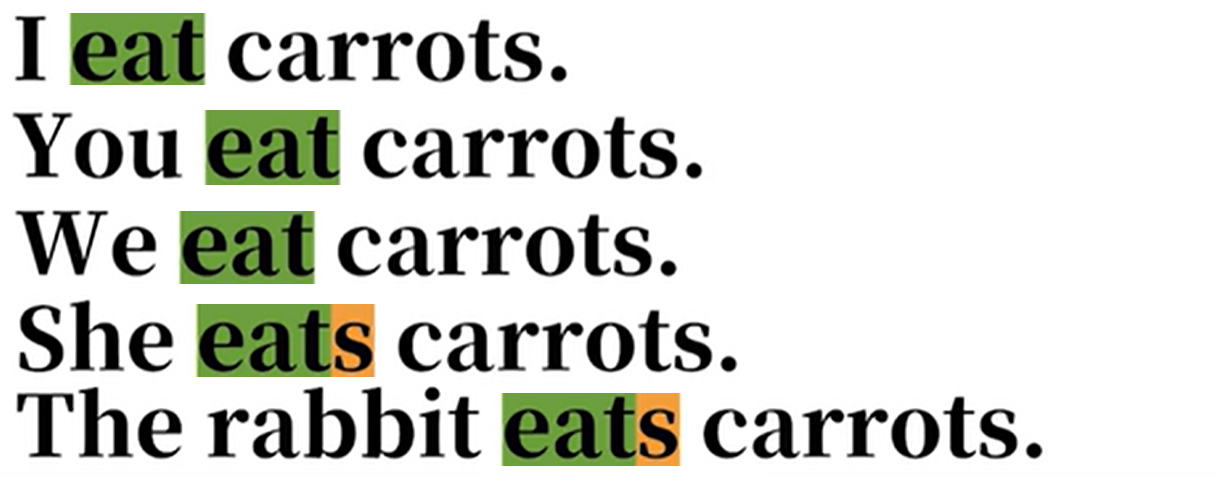 I eat carrots.
You eat carrots.
We eat carrots.
She eats carrots.
The rabbit eats carrots.